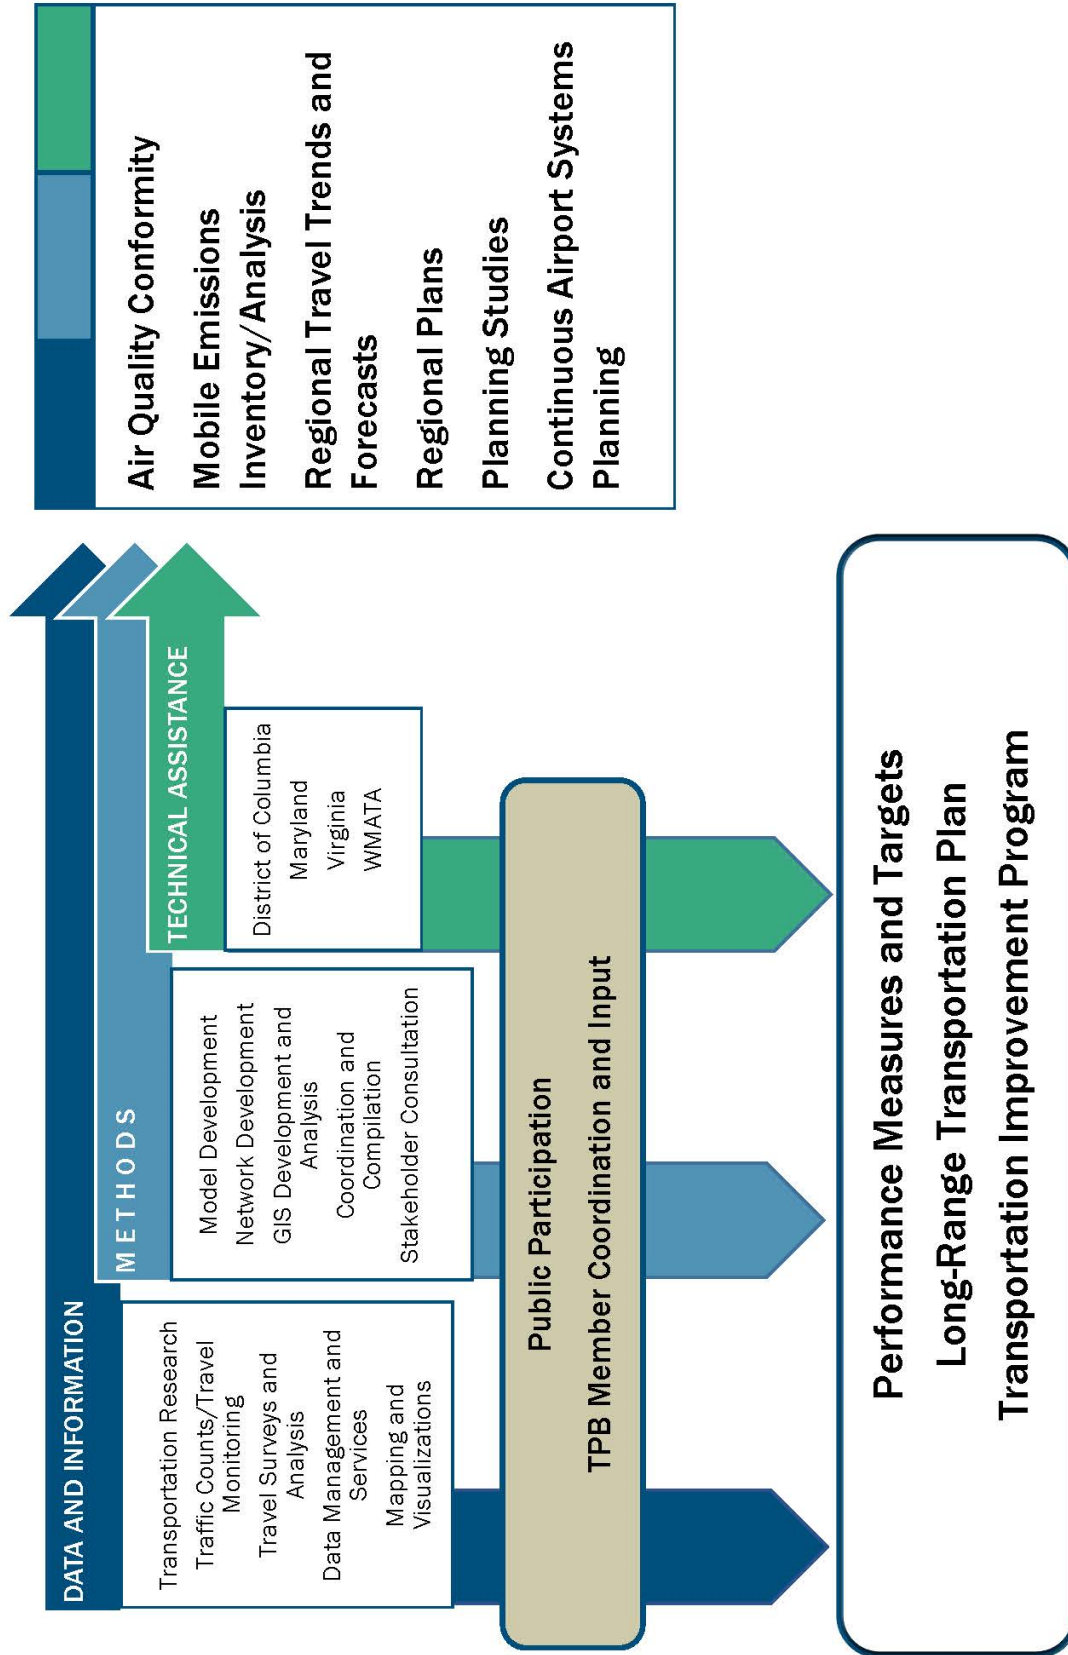 DATA AND INFORMATION
Transportation Research
Traffic Counts/Travel
Monitoring
Travel Surveys and
Analysis
Data Management and
Services
Mapping and
Visualizations
METHODS
Model Development
Network Development
GIS Development and
Analysis
Coordination and
Compilation
Stakeholder Consultation
TECHNICAL ASSISTANCE
District of Columbia
Maryland
Virginia
WMATA
Air Quality Conformity
Mobile Emissions
Inventory/Analysis
Regional Travel Trends and
Forecasts
Regional Plans
Planning Studies
Continuous Airport Systems
Planning
Public Participation
TPB Member Coordination and Input
Performance Measures and Targets
Long-Range Transportation Plan
Transportation Improvement Program